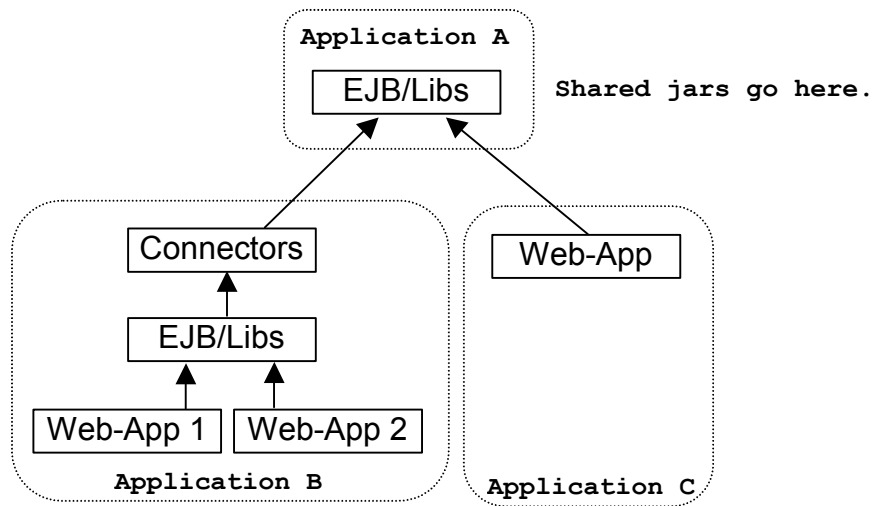 Application A
EJB/Libs
Shared jars go here.
Connectors
EJB/Libs
Web-App 1
Web-App 2
Application B
Web-App
Application C